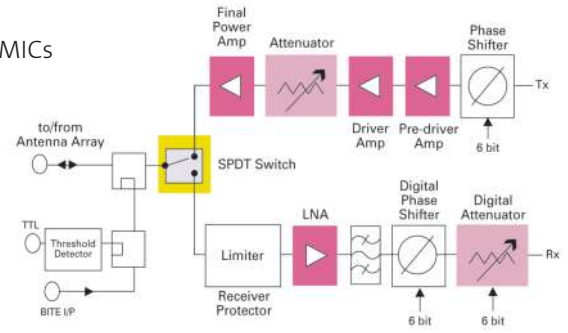 MICs
Final
Power
Amp
Attenuator
Phase
Shifter
Tx
Driver
Amp
Pre-driver
Amp
6 bit
to/from
Antenna Array
SPDT Switch
TTL
Threshold
Detector
BITE I/P
Limiter
Receiver
Protector
LNA
Digital
Phase
Shifter
Digital
Attenuator
Rx
6 bit
6 bit